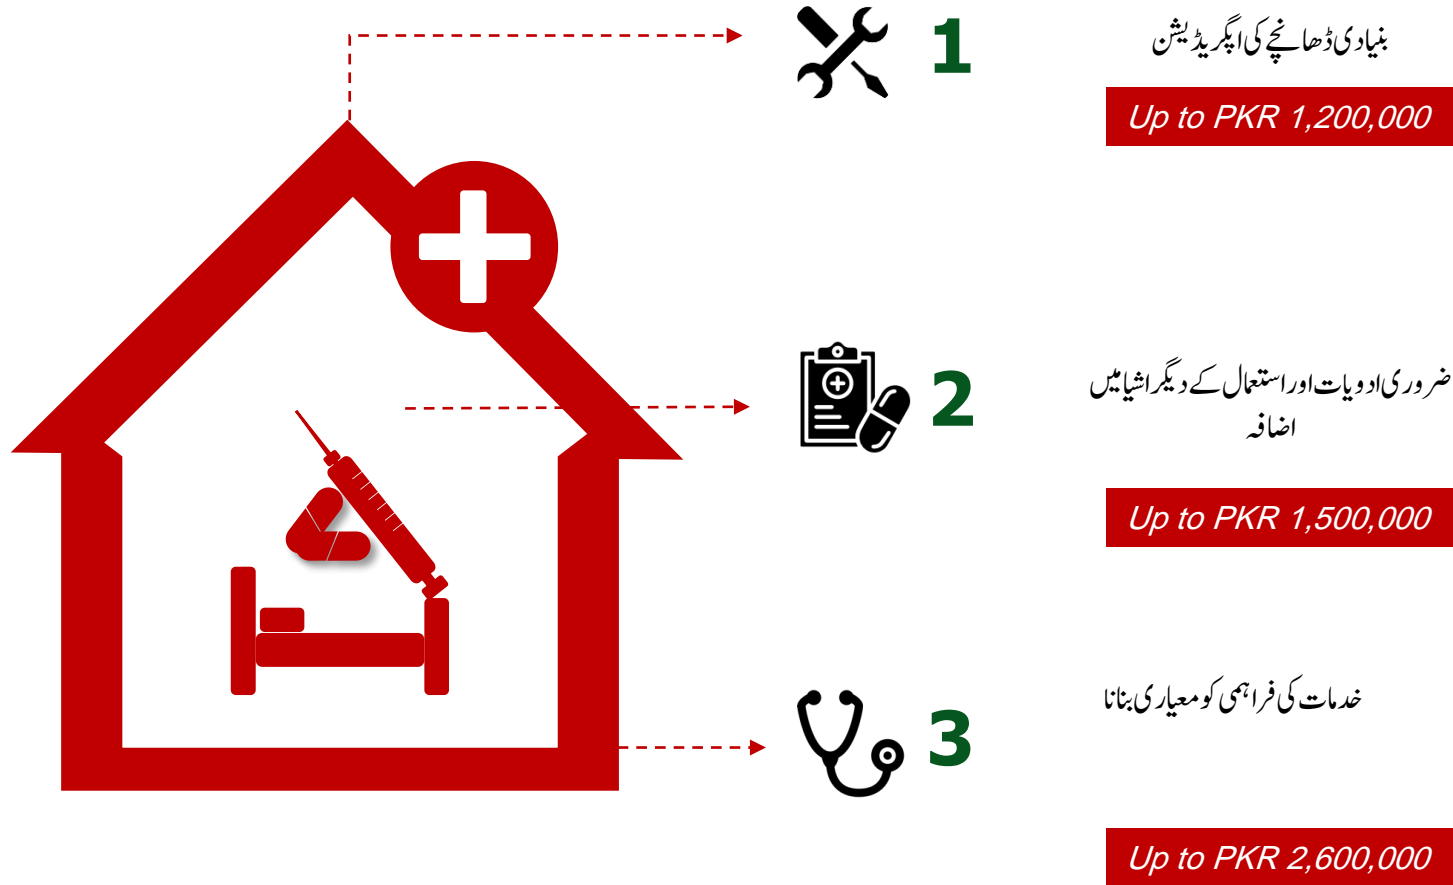 1
بنیادی ڈھانچے کی اپگریڈیشن
Up to PKR 1,200,000
2
ضروری ادویات اور استعمال کے دیگر اشیا میں
اضافہ
Up to PKR 1,500,000
3
خدمات کی فراہمی کو معیاری بنانا
Up to PKR 2,600,000